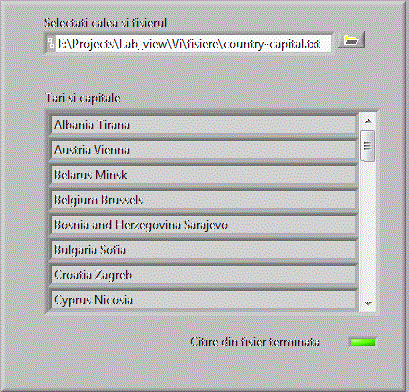 Selectati calea si fisierul
I:\Projects\Lab_view\Vi\fisiere\country-capital.txt
Tari si capitale
Albania Tirana
Austria Vienna
Belarus Minsk
Belgium Brussels
Bosnia and Herzegovina Sarajevo
Bulgaria Sofia
Croatia Zagreb
Cyprus Nicosia
Citire din fisier terminata